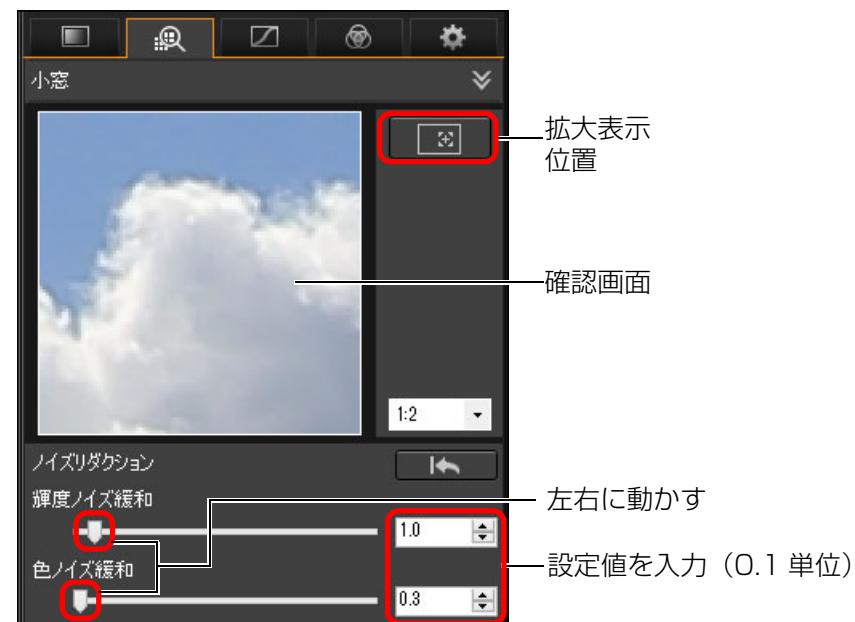 小窓
拡大表示
位置
確認画面
1:2
ノイズリダクション
輝度ノイズ緩和
左右に動かす
1.0
設定値を入力（0.1 単位）
色ノイズ緩和
0.3